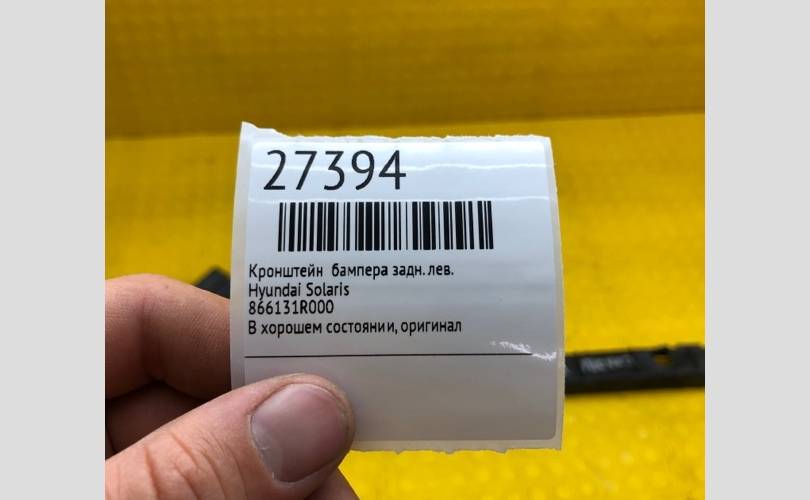 27394
Кронштейн бампера задн. лев.
Hyundai Solaris
866131R000
В хорошем состоянии, оригинал